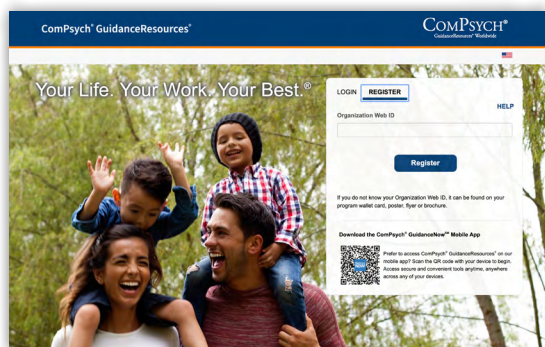 ComPsych® GuidanceResources®
COMPSYCH®
GuidanceResources® Worldwide
Your Life. Your Work. Your Best.®
LOGIN REGISTER
HELP
Organization Web ID
Register
If you do not know your Organization Web ID, it can be found on your
program wallet card, poster, flyer or brochure.
Download the ComPsych® GuidanceNow℠ Mobile App
Prefer to access ComPsych® GuidanceResources® on our
mobile app? Scan the QR code with your device to begin.
Access secure and convenient tools anytime, anywhere
across any of your devices.